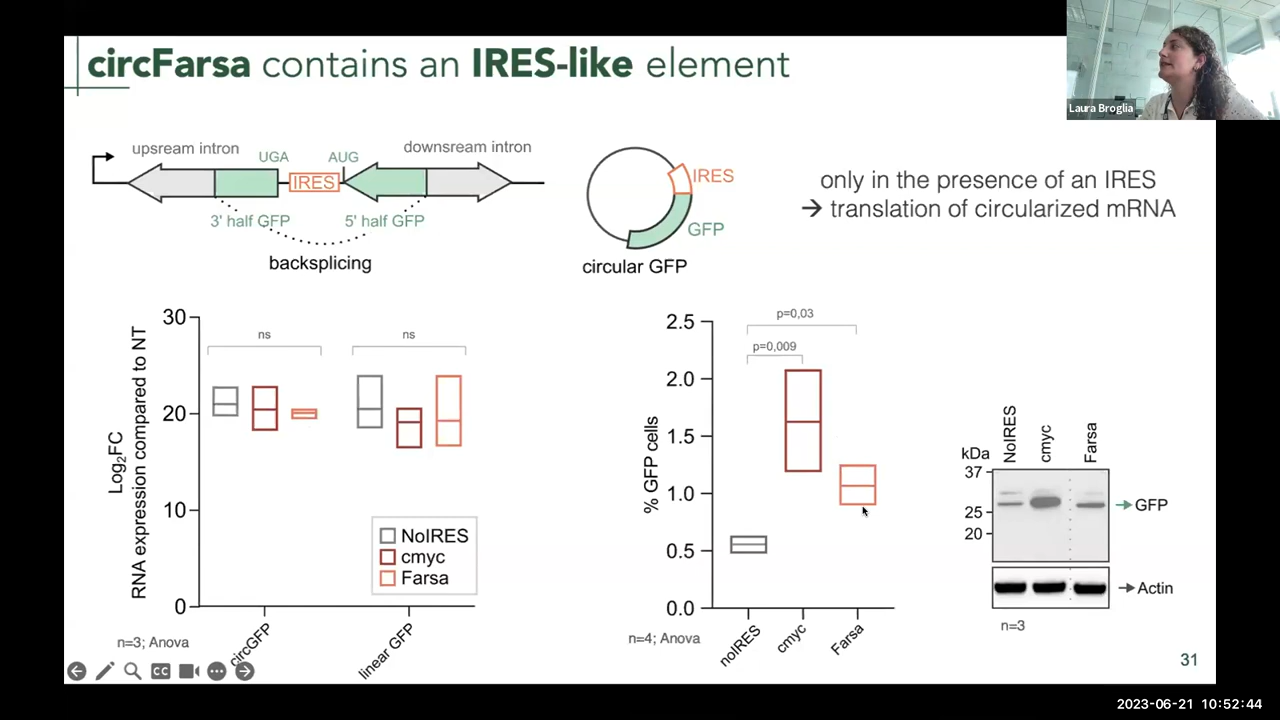 circFarsa contains an IRES-like element
Laura Broglia
upsream intron
UGA
AUG
downsream intron
IRES
3' half GFP
5' half GFP
backsplicing
IRES
GFP
circular GFP
only in the presence of an IRES
→ translation of circularized mRNA
Log2FC
RNA expression compared to NT
30
20
10
0
ns
ns
NoIRES
cmyc
Farsa
circGFP
linear GFP
n=3; Anova
% GFP cells
2.5
2.0
1.5
1.0
0.5
0.0
p=0,03
p=0,009
noIRES
cmyc
Farsa
n=4; Anova
kDa
NoIRES
cmyc
Farsa
37
25
20
GFP
Actin
n=3
CC
31
2023-06-21 10:52:44